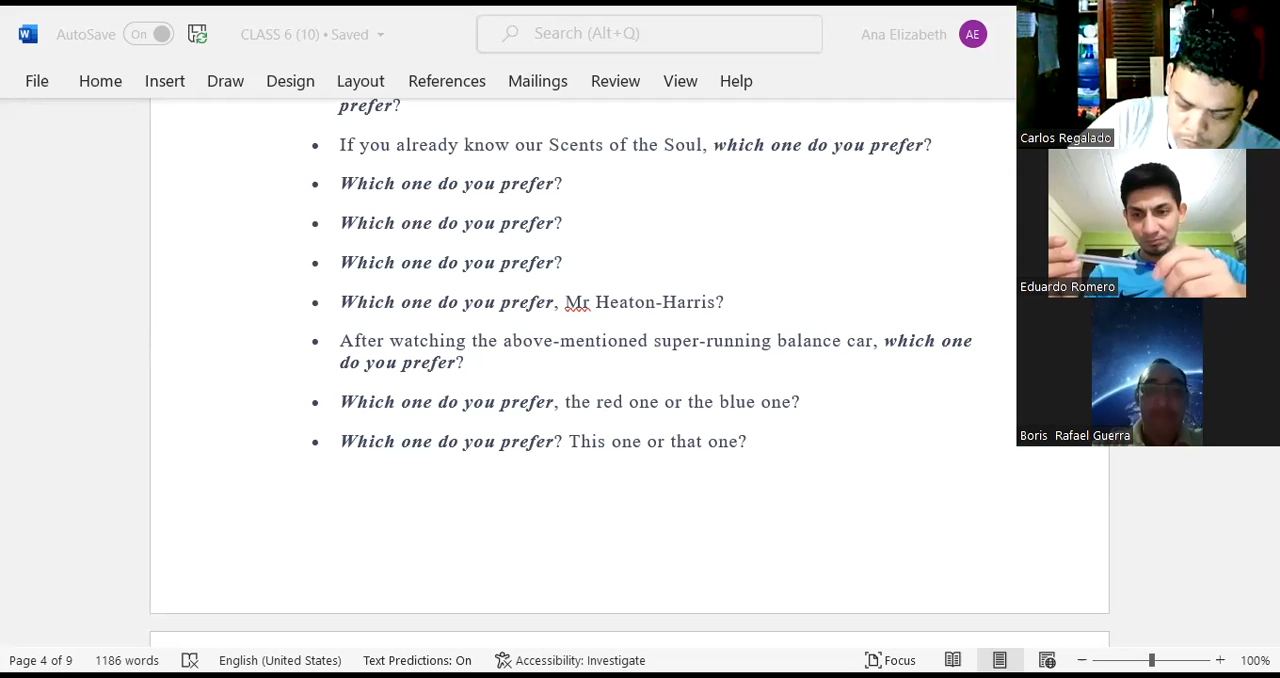 AutoSave On CLASS 6 (10) • Saved Search (Alt+Q) Ana Elizabeth AE
File Home Insert Draw Design Layout References Mailings Review View Help
prefer?
• If you already know our Scents of the Soul, which one do you prefer?
• Which one do you prefer?
• Which one do you prefer?
• Which one do you prefer?
• Which one do you prefer, Mr Heaton-Harris?
• After watching the above-mentioned super-running balance car, which one
do you prefer?
• Which one do you prefer, the red one or the blue one?
• Which one do you prefer? This one or that one?
Carlos Regalado
Eduardo Romero
Boris Rafael Guerra
Page 4 of 9 1186 words English (United States) Text Predictions: On Accessibility: Investigate Focus 100%